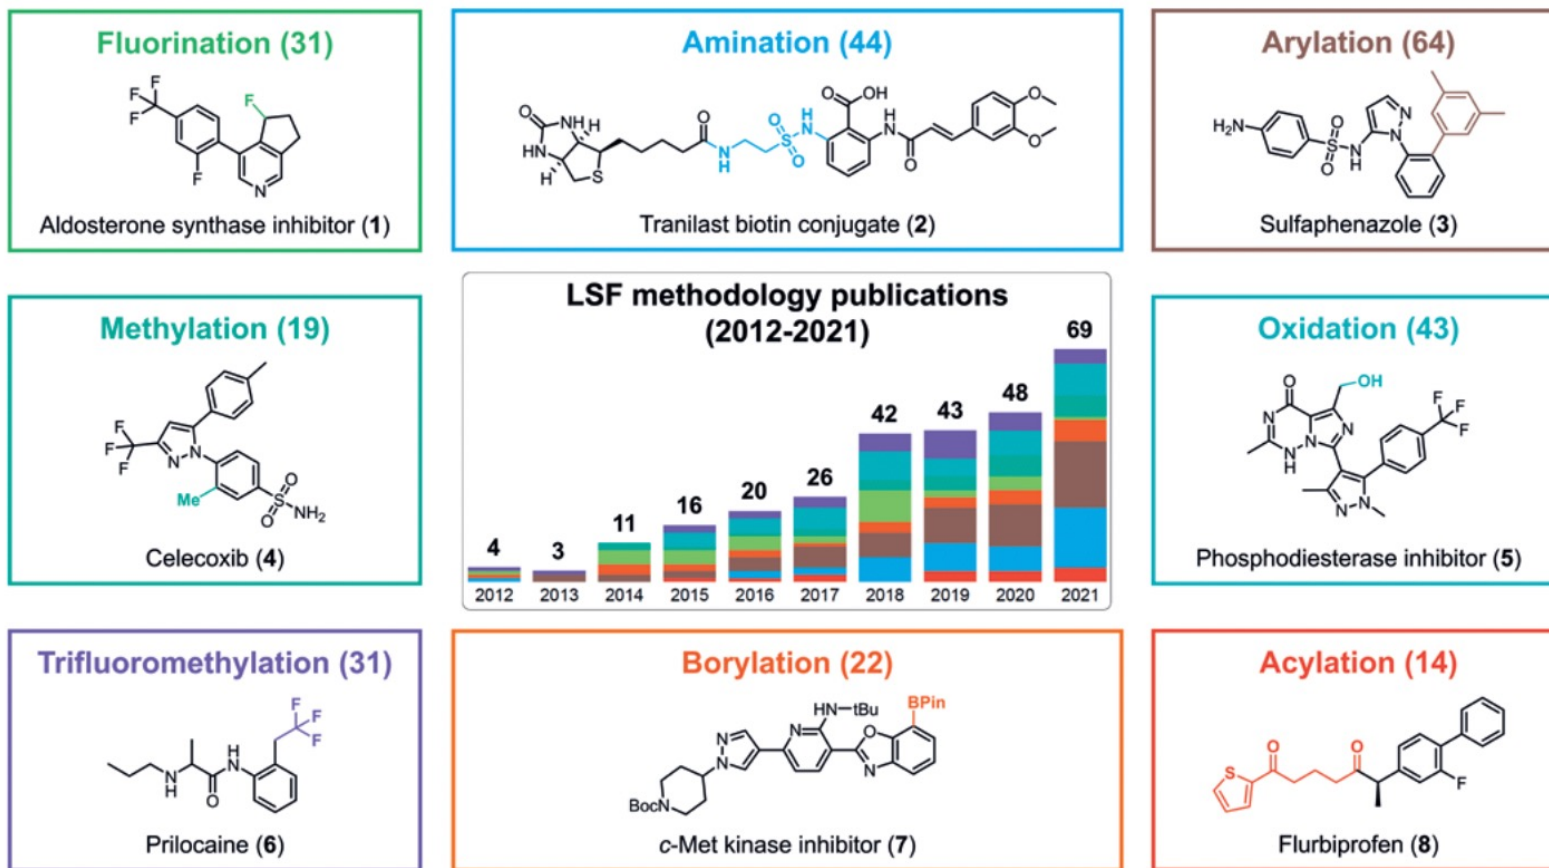 Fluorination (31)
F
F
F
F
F
N
Aldosterone synthase inhibitor (1)
Amination (44)
O
NH
H
HN
H
S
O
N
H
O
S
O
H
N
O
OH
H
N
O
O
O
Tranilast biotin conjugate (2)
Arylation (64)
H2N
O
S
O
N
H
N
N
Sulfaphenazole (3)
Methylation (19)
F
F
F
N
N
Me
O
S
O
NH2
Celecoxib (4)
LSF methodology publications
(2012-2021)
4
3
11
16
20
26
42
43
48
69
2012 2013 2014 2015 2016 2017 2018 2019 2020 2021
Oxidation (43)
O
OH
N
N
N
N
NH
F
F
F
N
N
Phosphodiesterase inhibitor (5)
Trifluoromethylation (31)
F
F
F
H
N
N
H
O
Prilocaine (6)
Borylation (22)
HN tBu
BPin
N
N
N
O
N
BocN
c-Met kinase inhibitor (7)
Acylation (14)
O
O
S
F
Flurbiprofen (8)